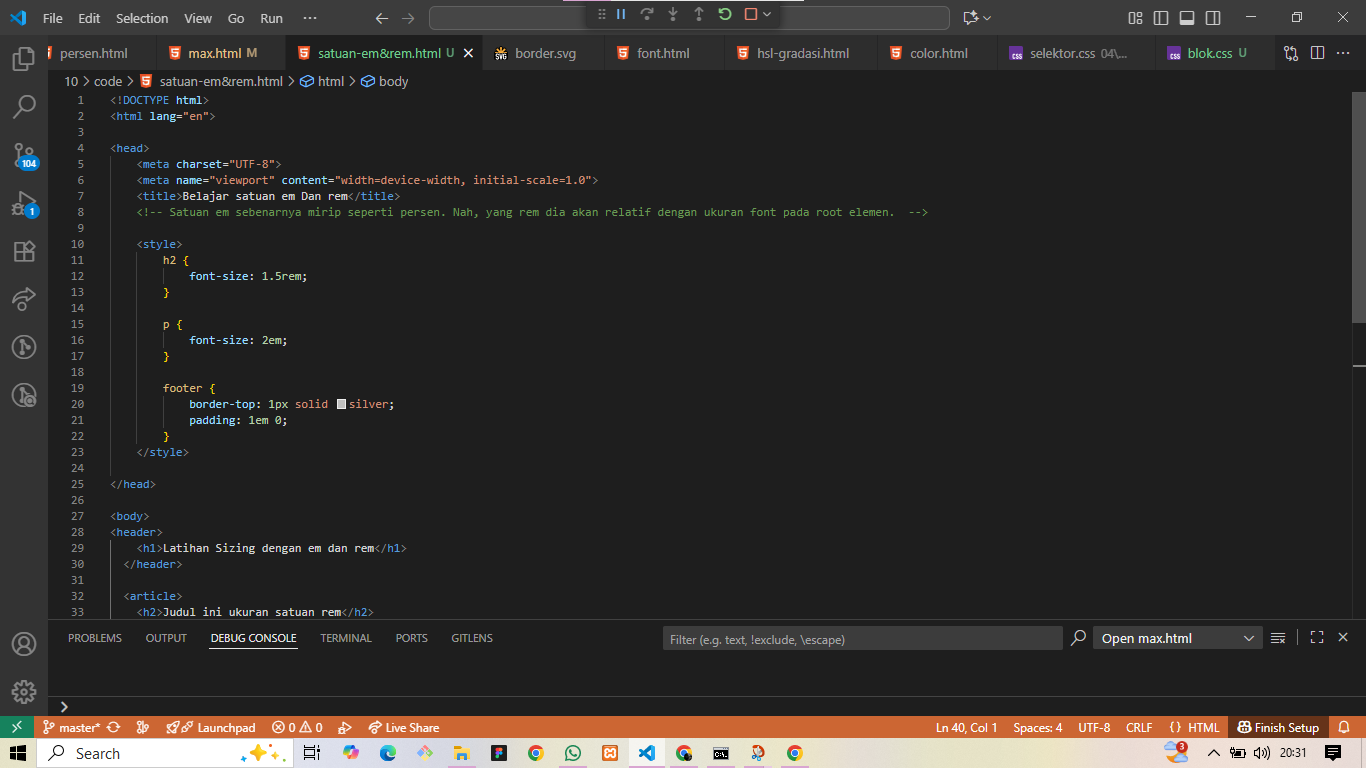 File Edit Selection View Go Run ···
persen.html max.html M satuan-em&rem.html U border.svg font.html hsl-gradasi.html color.html selektor.css 04\... blok.css U
10 > code > satuan-em&rem.html > html > body
1 <!DOCTYPE html>
2 <html lang="en">
3
4 <head>
5 <meta charset="UTF-8">
6 <meta name="viewport" content="width=device-width, initial-scale=1.0">
7 <title>Belajar satuan em Dan rem</title>
8 <!-- Satuan em sebenarnya mirip seperti persen. Nah, yang rem dia akan relatif dengan ukuran font pada root elemen.  -->
9
10 <style>
11 h2 {
12 font-size: 1.5rem;
13 }
14
15 p {
16 font-size: 2em;
17 }
18
19 footer {
20 border-top: 1px solid silver;
21 padding: 1em 0;
22 }
23 </style>
24
25 </head>
26
27 <body>
28 <header>
29 <h1>Latihan Sizing dengan em dan rem</h1>
30 </header>
31
32 <article>
33 <h2>Judul ini ukuran satuan rem</h2>
104
1
PROBLEMS OUTPUT DEBUG CONSOLE TERMINAL PORTS GITLENS Filter (e.g. text, !exclude, \escape) Open max.html
>
master* Launchpad 0 0 Live Share Ln 40, Col 1 Spaces: 4 UTF-8 CRLF { } HTML Finish Setup
Search 3 20:31